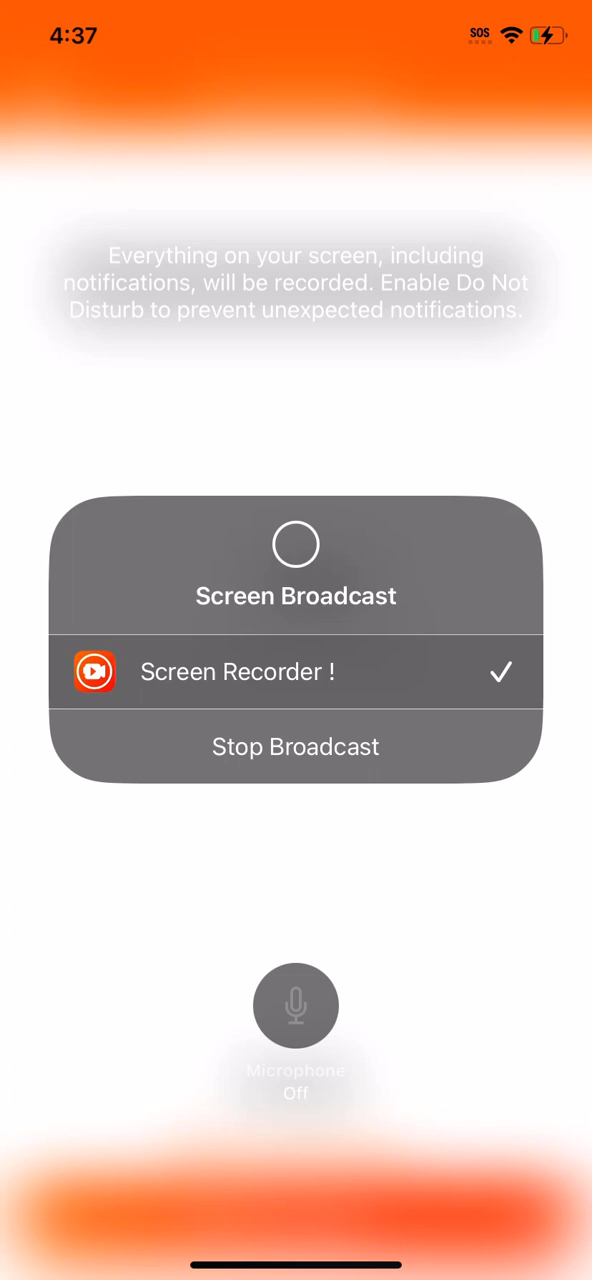 4:37
SOS
Everything on your screen, including
notifications, will be recorded. Enable Do Not
Disturb to prevent unexpected notifications.
Screen Broadcast
Screen Recorder !
Stop Broadcast
Microphone
Off